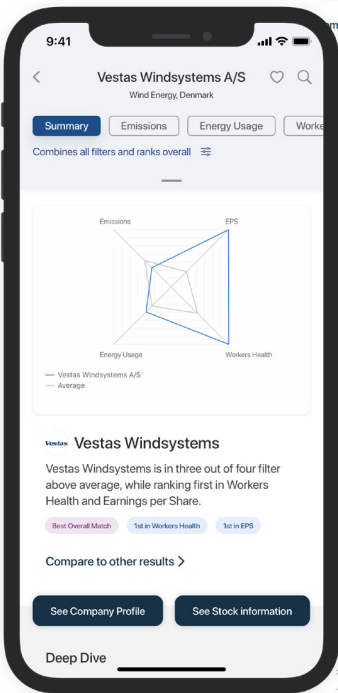 9:41
Vestas Windsystems A/S
Wind Energy, Denmark
Summary Emissions Energy Usage Worke
Combines all filters and ranks overall
Emissions EPS
Energy Usage Workers Health
Vestas Windsystems A/S
Average
Vestas Vestas Windsystems
Vestas Windsystems is in three out of four filter
above average, while ranking first in Workers
Health and Earnings per Share.
Best Overall Match 1st in Workers Health 1st in EPS
Compare to other results
See Company Profile See Stock information
Deep Dive